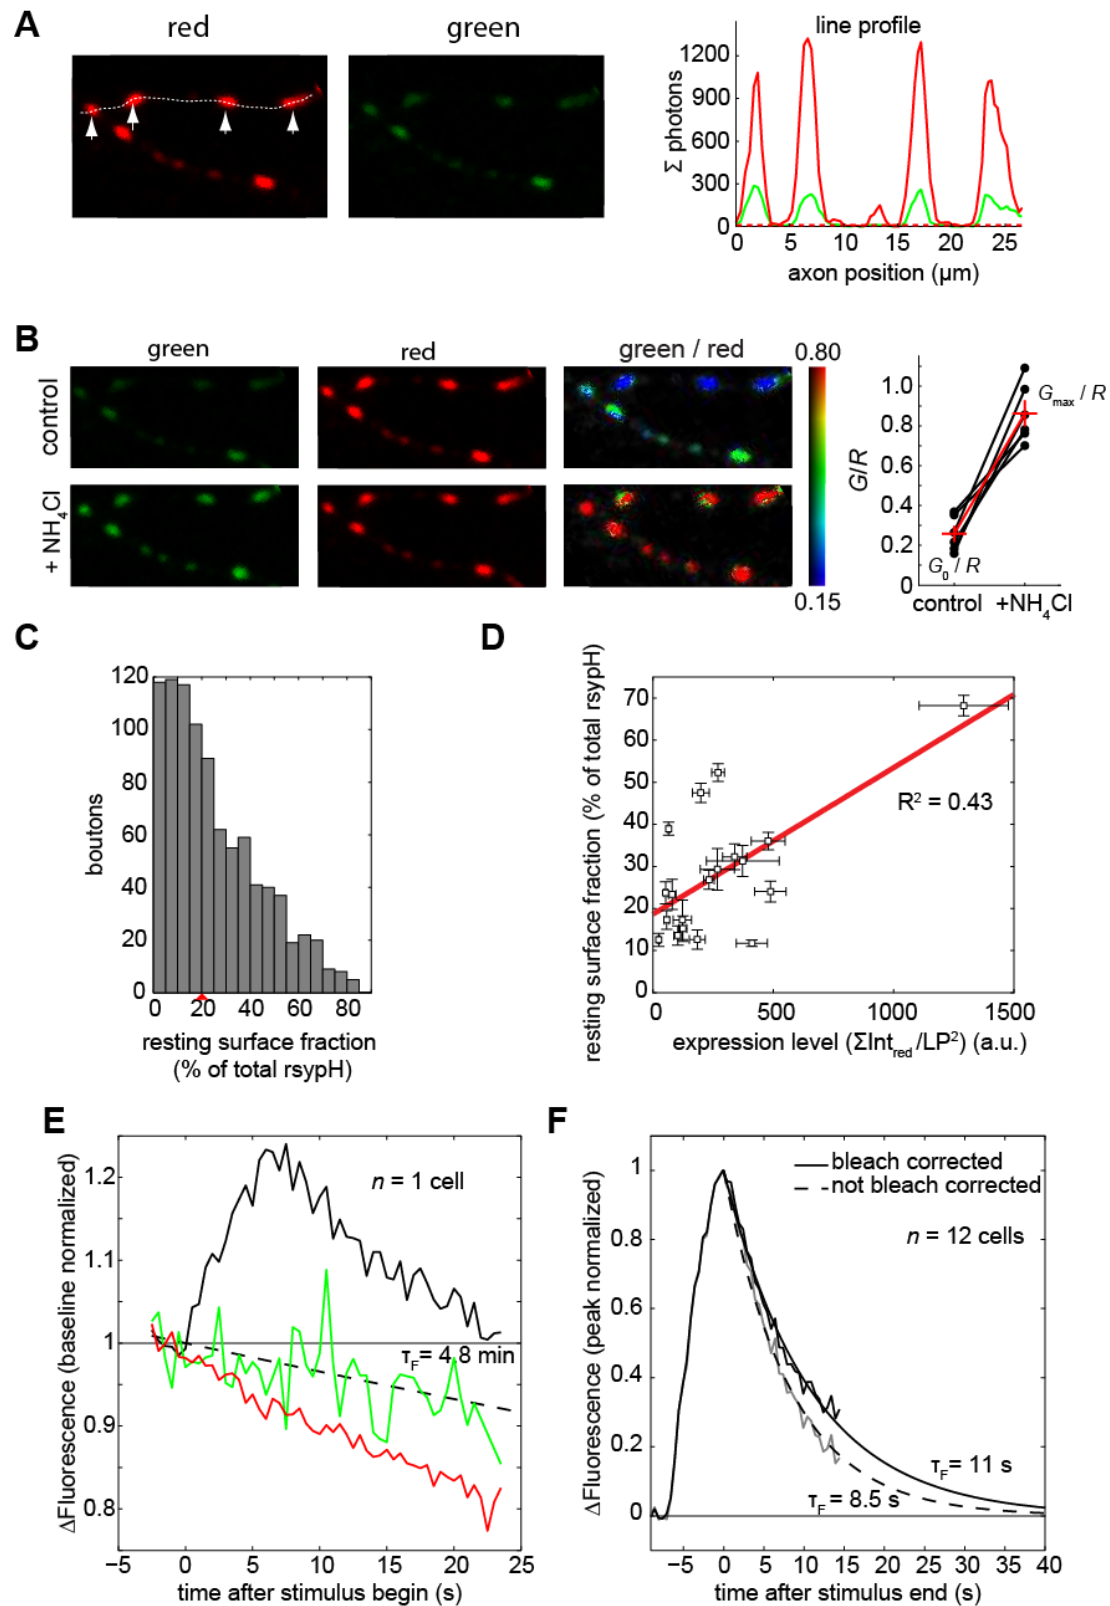 A
red
green
line profile
Σ photons
1200
900
600
300
0
0 5 10 15 20 25
axon position (µm)
B
green
red
green / red
control
+ NH4Cl
0.80
0.15
G/R
1.0
0.8
0.6
0.4
0.2
0
Gmax / R
G0 / R
control +NH4Cl
C
boutons
120
100
80
60
40
20
0
0 20 40 60 80
resting surface fraction
(% of total rsypH)
D
resting surface fraction (% of total rsypH)
70
60
50
40
30
20
10
0
R2 = 0.43
0 500 1000 1500
expression level (ΣIntred/LP2) (a.u.)
E
ΔFluorescence (baseline normalized)
1.2
1.1
1
0.9
0.8
n = 1 cell
τF= 4.8 min
−5 0 5 10 15 20 25
time after stimulus begin (s)
F
ΔFluorescence (peak normalized)
1
0.8
0.6
0.4
0.2
0
bleach corrected
not bleach corrected
n = 12 cells
τF= 11 s
τF= 8.5 s
−5 0 5 10 15 20 25 30 35 40
time after stimulus end (s)